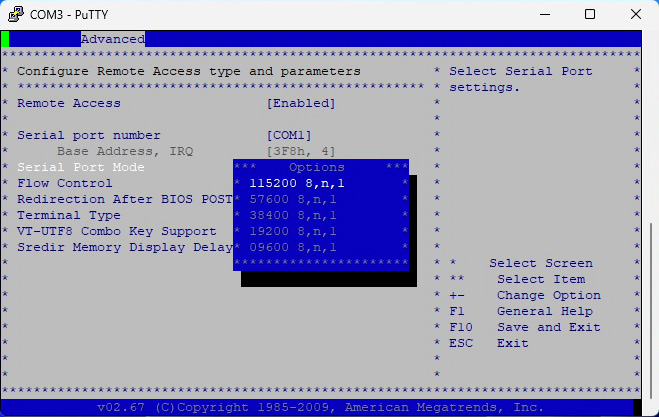 COM3 - PuTTY
Advanced
************************************************************************************
* Configure Remote Access type and parameters * Select Serial Port *
* *************************************************** * settings. *
* Remote Access [Enabled] * *
* * *
* Serial port number [COM1] * *
* Base Address, IRQ [3F8h, 4] * *
* Serial Port Mode *** Options *** * *
* Flow Control * 115200 8,n,1 * * *
* Redirection After BIOS POST* 57600 8,n,1 * * *
* Terminal Type * 38400 8,n,1 * * *
* VT-UTF8 Combo Key Support * 19200 8,n,1 * * *
* Sredir Memory Display Delay* 09600 8,n,1 * * *
* ********************** * * Select Screen *
* * ** Select Item *
* * +- Change Option *
* * F1 General Help *
* * F10 Save and Exit *
* * ESC Exit *
* * *
* * *
************************************************************************************
v02.67 (C)Copyright 1985-2009, American Megatrends, Inc.